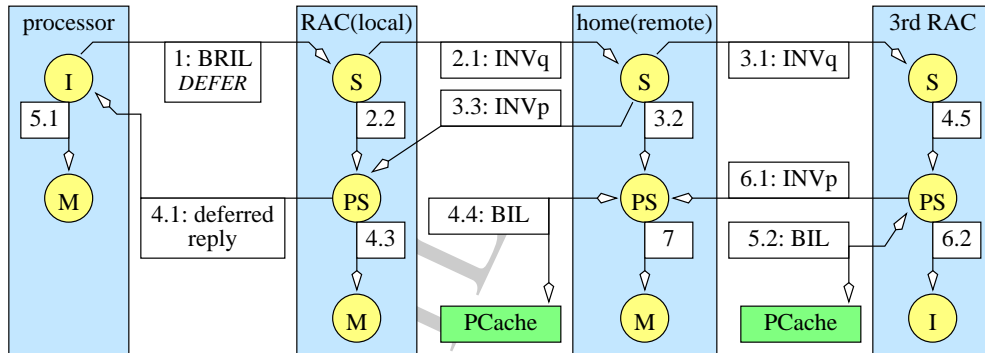 processor
RAC(local)
home(remote)
3rd RAC
1: BRIL
DEFER
2.1: INVq
3.1: INVq
I
S
S
S
3.3: INVp
5.1
2.2
3.2
4.5
6.1: INVp
M
PS
PS
PS
4.1: deferred
reply
4.4: BIL
5.2: BIL
4.3
7
6.2
M
PCache
M
PCache
I